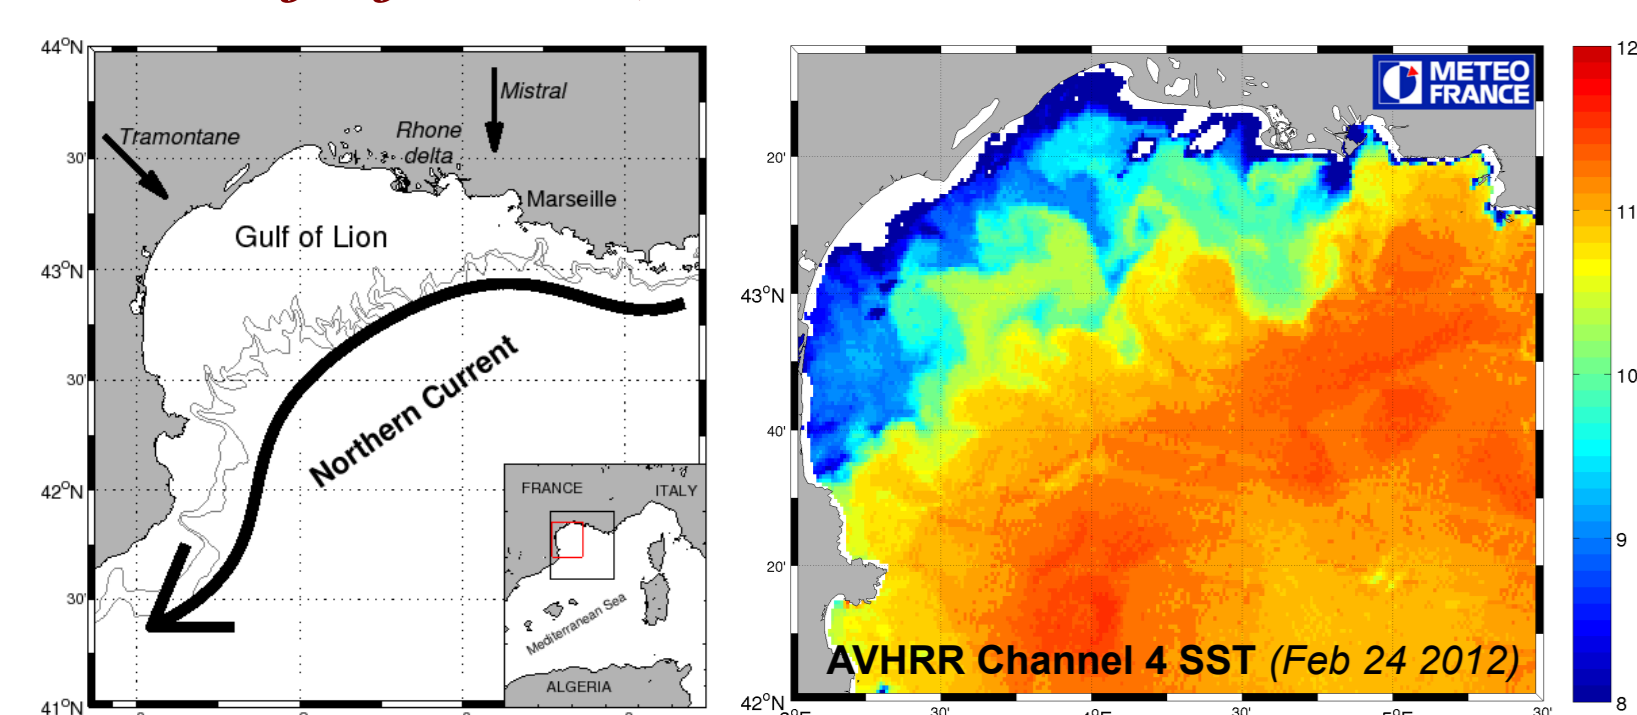 44°N
Mistral
Tramontane
Rhone
delta
30'
Marseille
Gulf of Lion
43°N
30'
Northern Current
42°N
30'
41°N
FRANCE
ITALY
Mediterranean Sea
ALGERIA
METEO
FRANCE
20'
43°N
40'
20'
42°N
AVHRR Channel 4 SST (Feb 24 2012)
30'
30'
30'
12
11
10
9
8